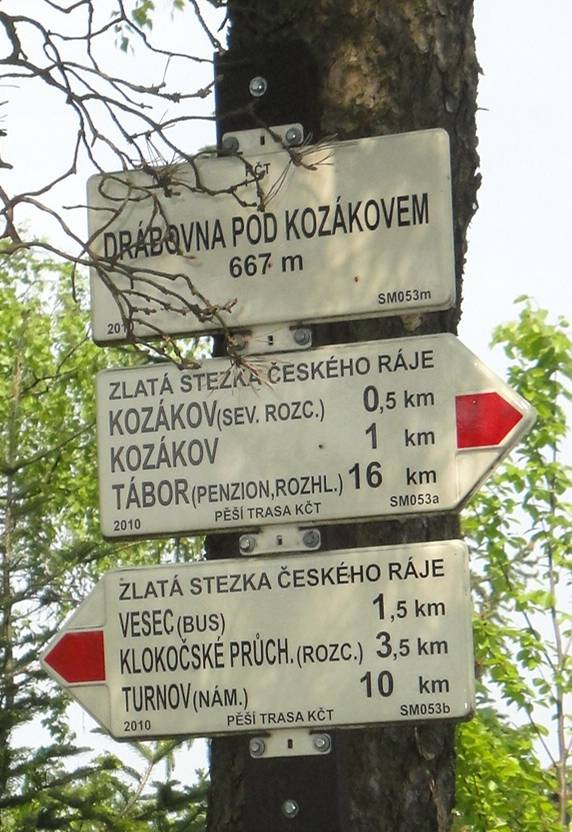 KČT
DRÁBOVNA POD KOZÁKOVEM
667 m
SM053m
ZLATÁ STEZKA ČESKÉHO RÁJE
KOZÁKOV (SEV. ROZC.) 0,5 km
KOZÁKOV 1 km
TÁBOR (PENZION,ROZHL.) 16 km
2010 PĚŠÍ TRASA KČT SM053a
ZLATÁ STEZKA ČESKÉHO RÁJE
VESEC (BUS) 1,5 km
KLOKOČSKÉ PRŮCH. (ROZC.) 3,5 km
TURNOV (NÁM.) 10 km
2010 PĚŠÍ TRASA KČT SM053b